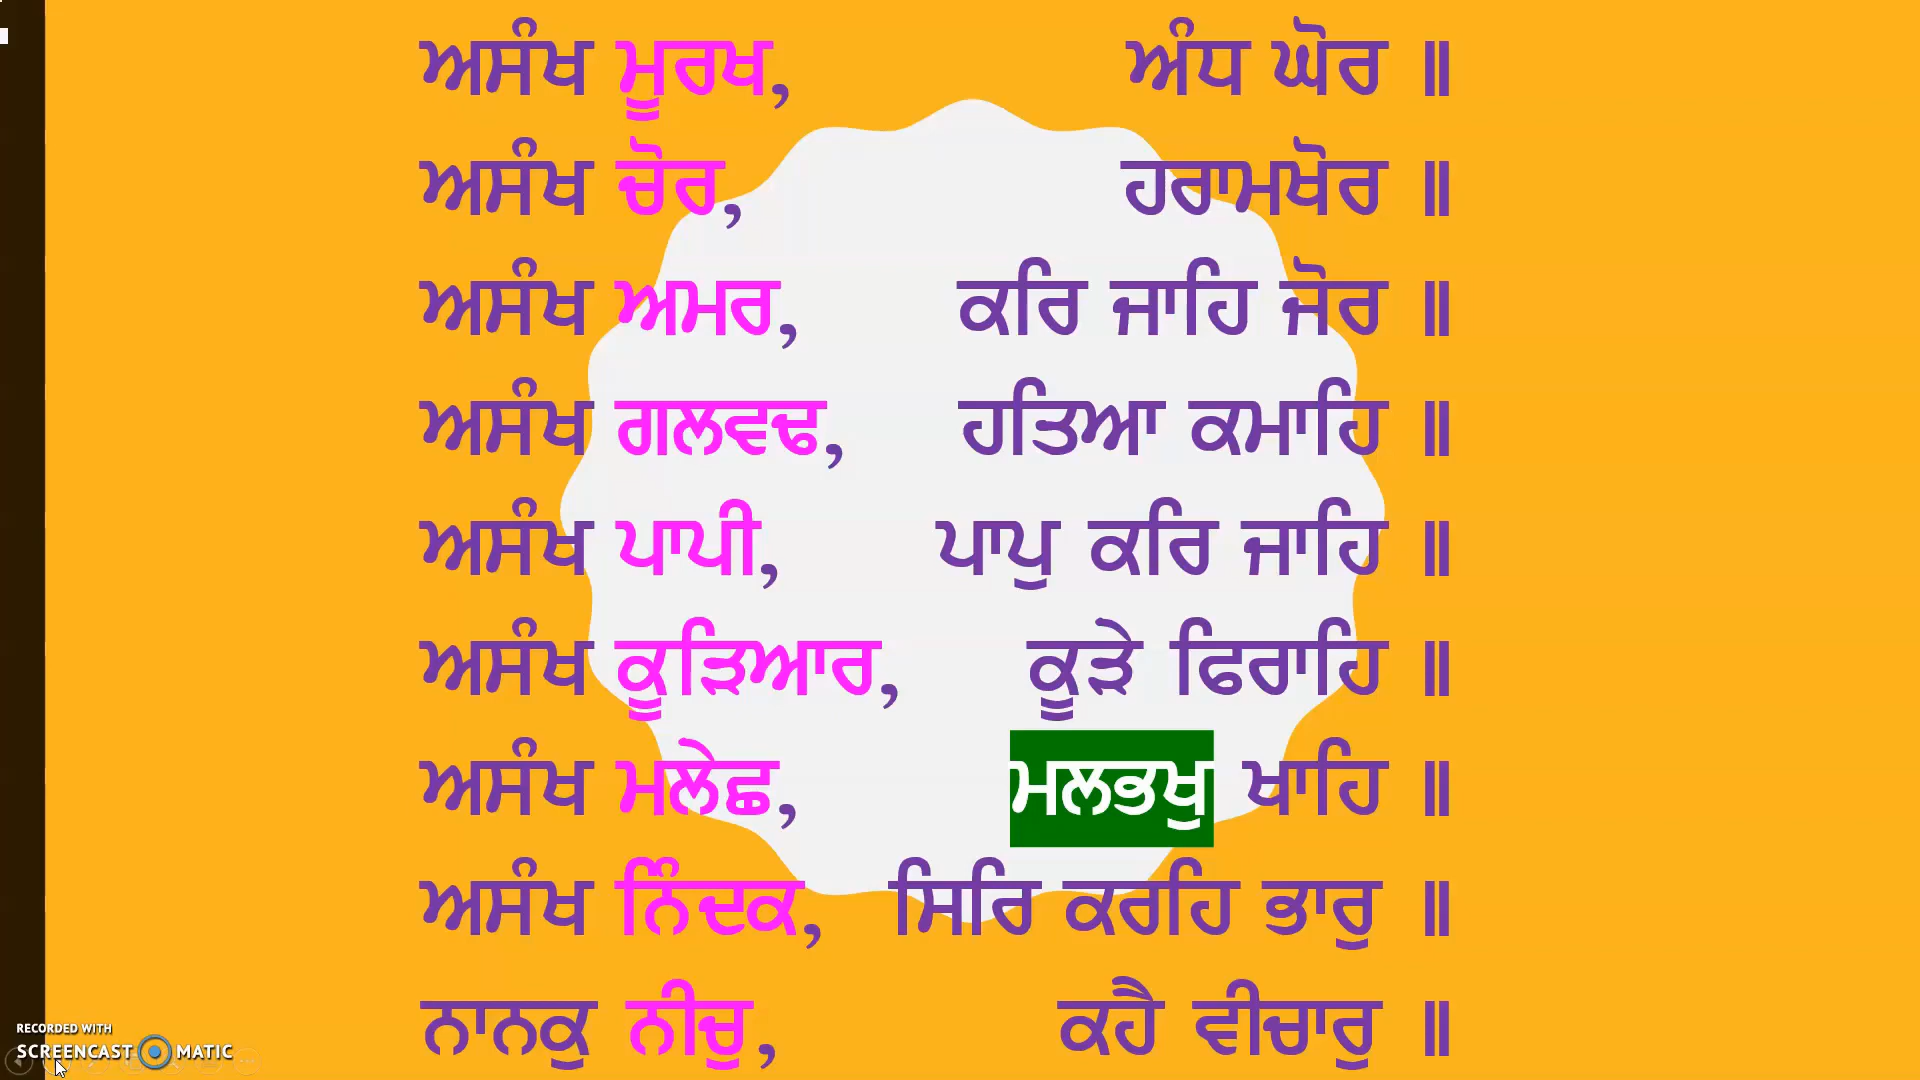 ਅਸੰਖ ਮੂਰਖ, ਅੰਧ ਘੋਰ ॥
ਅਸੰਖ ਚੋਰ, ਹਰਾਮਖੋਰ ॥
ਅਸੰਖ ਅਮਰ, ਕਰਿ ਜਾਹਿ ਜੋਰ ॥
ਅਸੰਖ ਗਲਵਢ, ਹਤਿਆ ਕਮਾਹਿ ॥
ਅਸੰਖ ਪਾਪੀ, ਪਾਪੁ ਕਰਿ ਜਾਹਿ ॥
ਅਸੰਖ ਕੂੜਿਆਰ, ਕੂੜੇ ਫਿਰਾਹਿ ॥
ਅਸੰਖ ਮਲੇਛ, ਮਲਭਖੁ ਖਾਹਿ ॥
ਅਸੰਖ ਨਿੰਦਕ, ਸਿਰਿ ਕਰਹਿ ਭਾਰੁ ॥
ਨਾਨਕੁ ਨੀਚੁ, ਕਹੈ ਵੀਚਾਰੁ ॥
RECORDED WITH
SCREENCAST MATIC